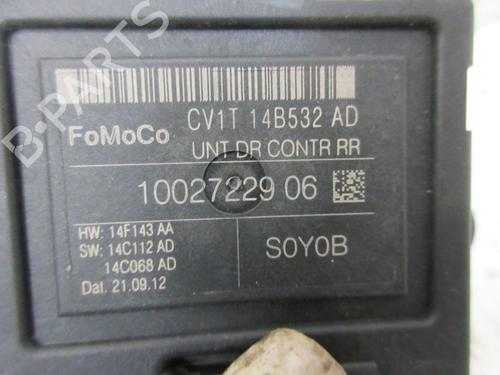 B-PARTS
CV1T 14B532 AD
FoMoCo
UNT DR CONTR RR
10027229 06
HW: 14F143 AA
SW: 14C112 AD
14C068 AD
Dat. 21.09.12
S0Y0B